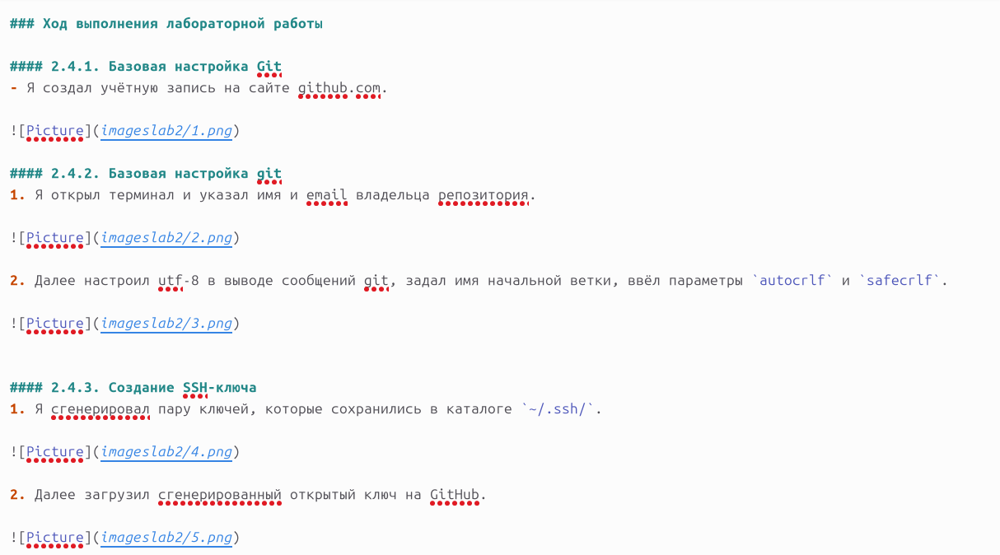 ### Ход выполнения лабораторной работы
#### 2.4.1. Базовая настройка Git
- Я создал учётную запись на сайте github.com.
![Picture](imageslab2/1.png)
#### 2.4.2. Базовая настройка git
1. Я открыл терминал и указал имя и email владельца репозитория.
![Picture](imageslab2/2.png)
2. Далее настроил utf-8 в выводе сообщений git, задал имя начальной ветки, ввёл параметры `autocrlf` и `safecrlf`.
![Picture](imageslab2/3.png)
#### 2.4.3. Создание SSH-ключа
1. Я сгенерировал пару ключей, которые сохранились в каталоге `~/.ssh/`.
![Picture](imageslab2/4.png)
2. Далее загрузил сгенерированный открытый ключ на GitHub.
![Picture](imageslab2/5.png)